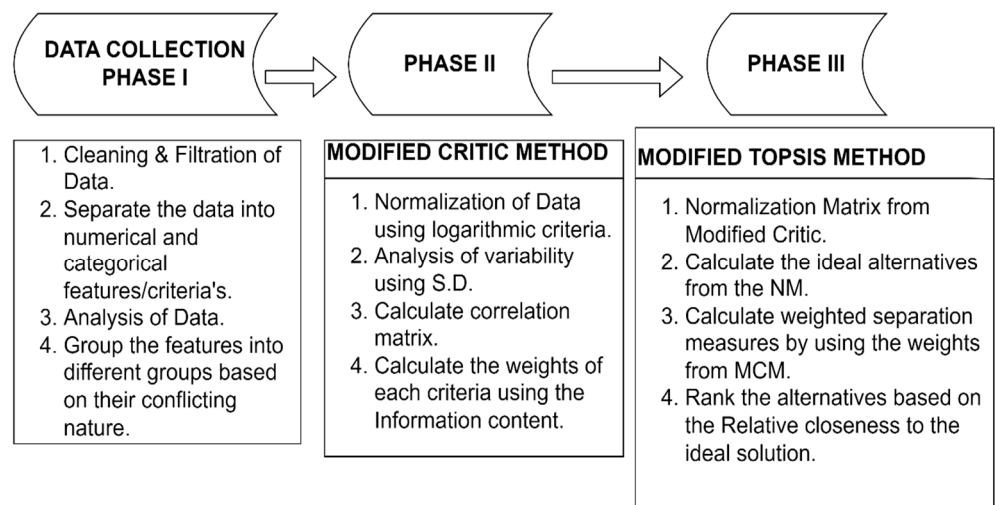 DATA COLLECTION
PHASE I
PHASE II
PHASE III
1. Cleaning & Filtration of
Data.
2. Separate the data into
numerical and
categorical
features/criteria's.
3. Analysis of Data.
4. Group the features into
different groups based
on their conflicting
nature.
MODIFIED CRITIC METHOD
1. Normalization of Data
using logarithmic criteria.
2. Analysis of variability
using S.D.
3. Calculate correlation
matrix.
4. Calculate the weights of
each criteria using the
Information content.
MODIFIED TOPSIS METHOD
1. Normalization Matrix from
Modified Critic.
2. Calculate the ideal alternatives
from the NM.
3. Calculate weighted separation
measures by using the weights
from MCM.
4. Rank the alternatives based on
the Relative closeness to the
ideal solution.